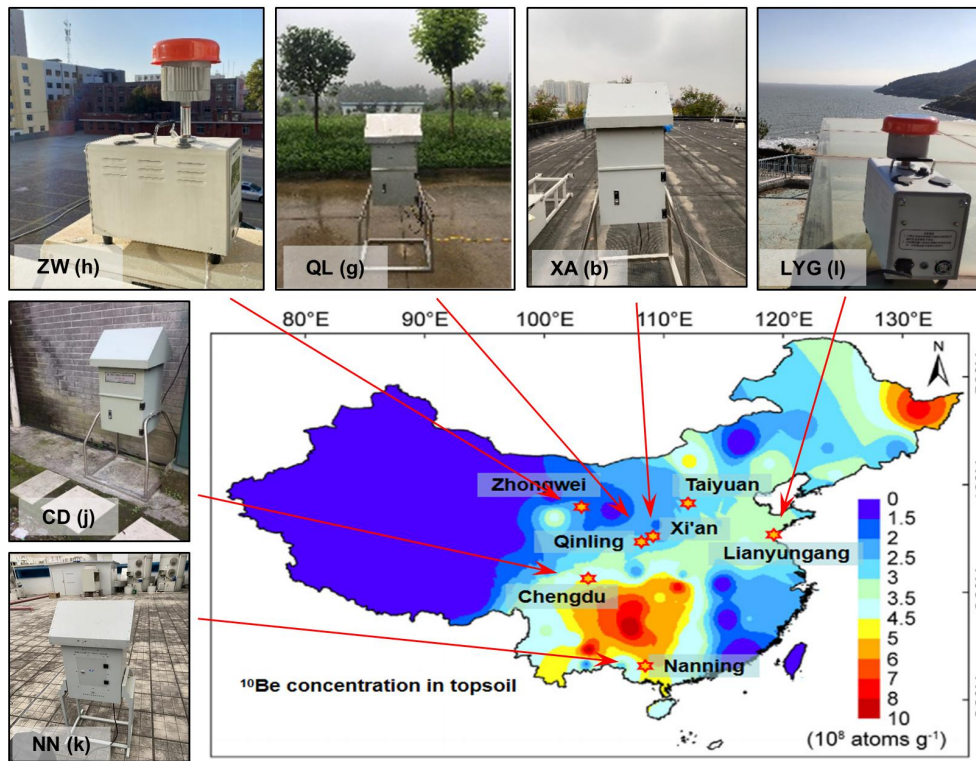 ZW (h)
QL (g)
XA (b)
LYG (l)
CD (j)
NN (k)
80°E 90°E 100°E 110°E 120°E 130°E
N
Zhongwei
Taiyuan
Qinling
Xi'an
Lianyungang
Chengdu
Nanning
¹⁰Be concentration in topsoil
0
1.5
2
2.5
3
3.5
4.5
5
6
7
8
10
(10⁸ atoms g⁻¹)